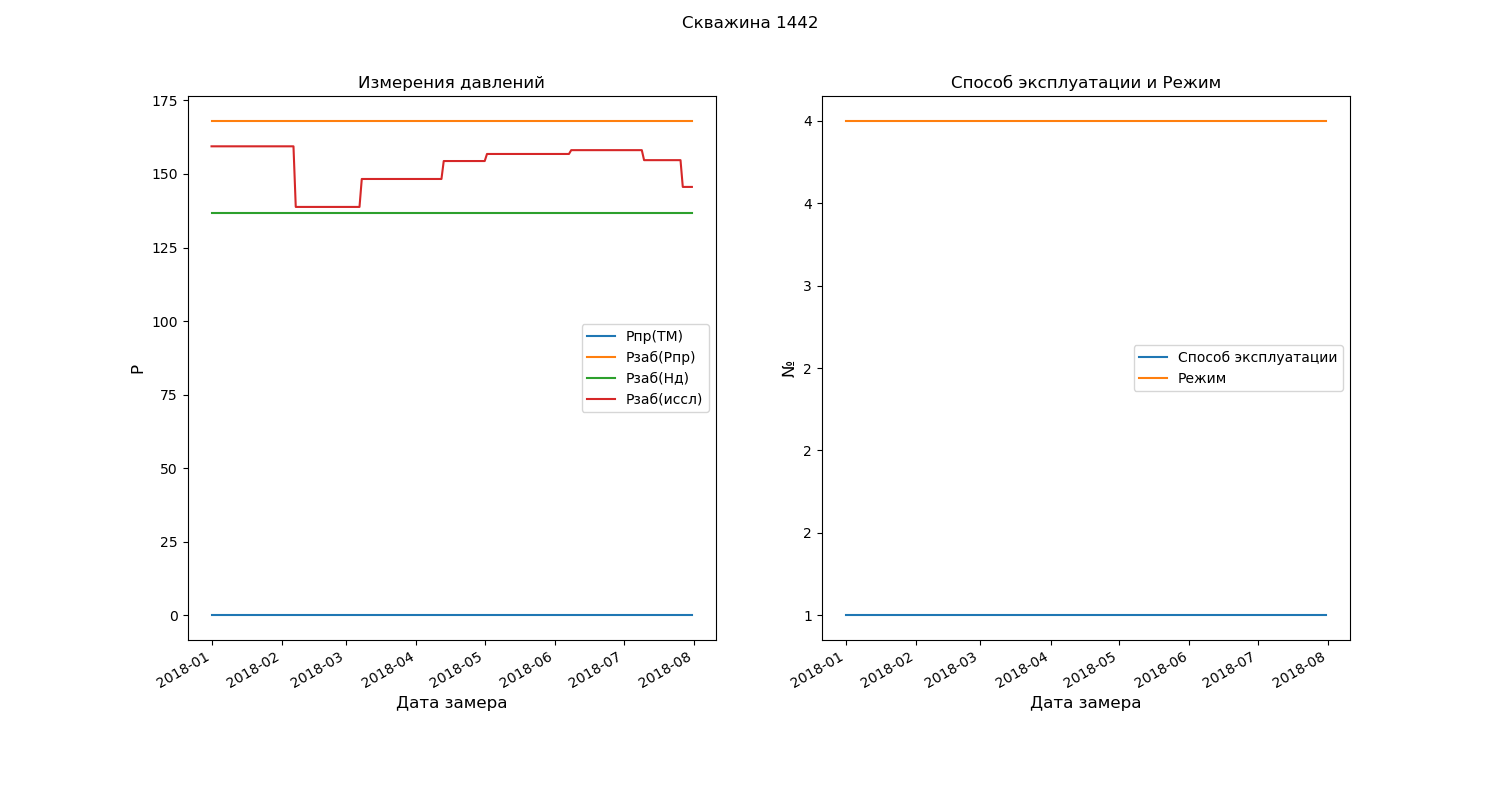 Скважина 1442
Измерения давлений
175
150
125
100
75
50
25
0
P
Pпр(ТМ)
Pзаб(Pпр)
Pзаб(Нд)
Pзаб(иссл)
2018-01
2018-02
2018-03
2018-04
2018-05
2018-06
2018-07
2018-08
Дата замера
Способ эксплуатации и Режим
4
4
3
2
2
2
1
№
Способ эксплуатации
Режим
2018-01
2018-02
2018-03
2018-04
2018-05
2018-06
2018-07
2018-08
Дата замера